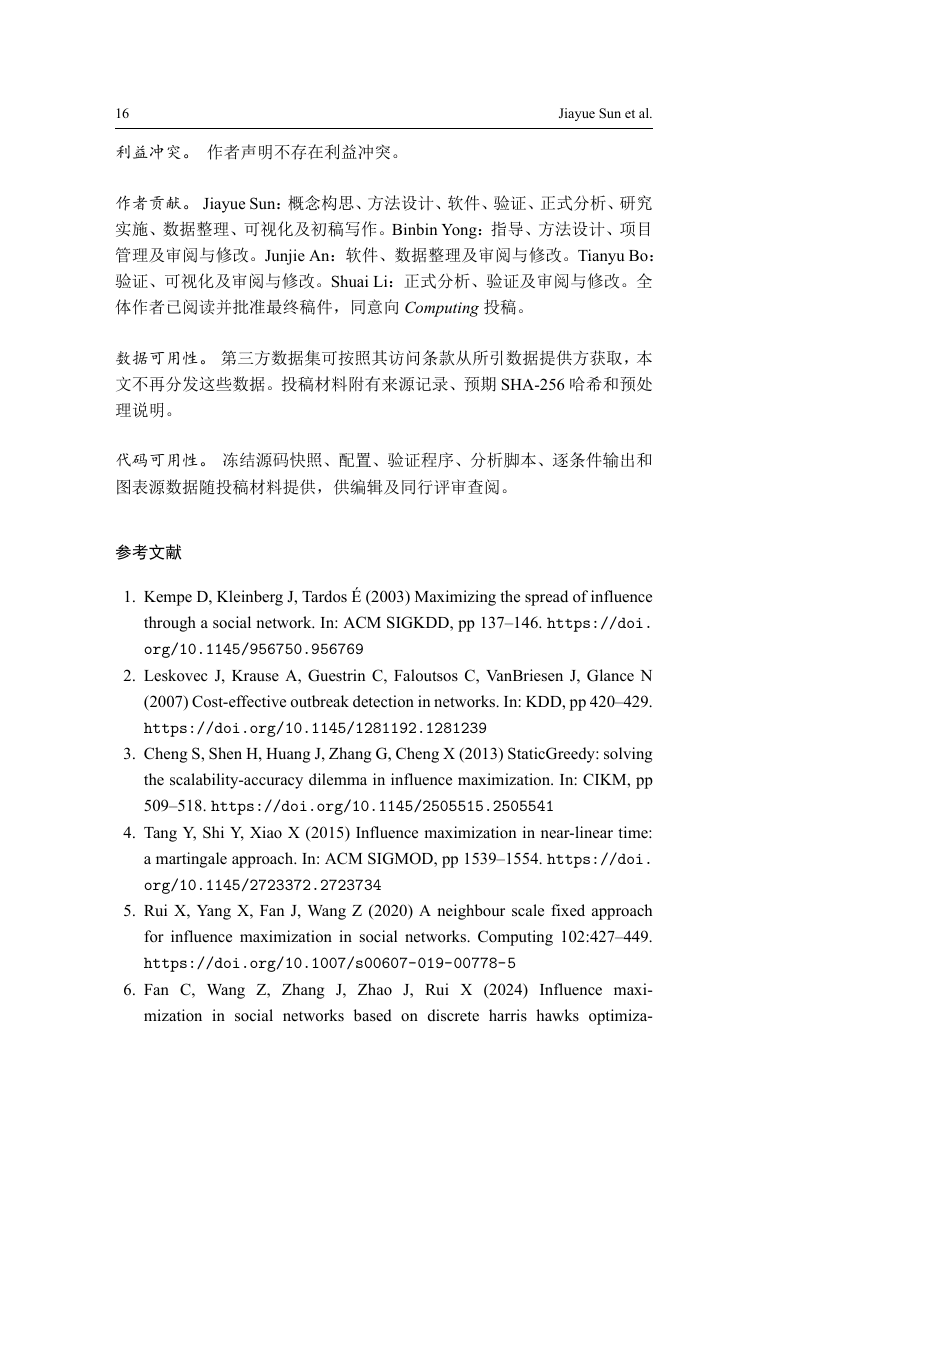 16 Jiayue Sun et al.
利益冲突。 作者声明不存在利益冲突。
作者贡献。 Jiayue Sun：概念构思、方法设计、软件、验证、正式分析、研究
实施、数据整理、可视化及初稿写作。Binbin Yong：指导、方法设计、项目
管理及审阅与修改。Junjie An：软件、数据整理及审阅与修改。Tianyu Bo：
验证、可视化及审阅与修改。Shuai Li：正式分析、验证及审阅与修改。全
体作者已阅读并批准最终稿件，同意向 Computing 投稿。
数据可用性。 第三方数据集可按照其访问条款从所引数据提供方获取，本
文不再分发这些数据。投稿材料附有来源记录、预期 SHA-256 哈希和预处
理说明。
代码可用性。 冻结源码快照、配置、验证程序、分析脚本、逐条件输出和
图表源数据随投稿材料提供，供编辑及同行评审查阅。
参考文献
1. Kempe D, Kleinberg J, Tardos É (2003) Maximizing the spread of influence
through a social network. In: ACM SIGKDD, pp 137–146. https://doi.
org/10.1145/956750.956769
2. Leskovec J, Krause A, Guestrin C, Faloutsos C, VanBriesen J, Glance N
(2007) Cost-effective outbreak detection in networks. In: KDD, pp 420–429.
https://doi.org/10.1145/1281192.1281239
3. Cheng S, Shen H, Huang J, Zhang G, Cheng X (2013) StaticGreedy: solving
the scalability-accuracy dilemma in influence maximization. In: CIKM, pp
509–518. https://doi.org/10.1145/2505515.2505541
4. Tang Y, Shi Y, Xiao X (2015) Influence maximization in near-linear time:
a martingale approach. In: ACM SIGMOD, pp 1539–1554. https://doi.
org/10.1145/2723372.2723734
5. Rui X, Yang X, Fan J, Wang Z (2020) A neighbour scale fixed approach
for influence maximization in social networks. Computing 102:427–449.
https://doi.org/10.1007/s00607-019-00778-5
6. Fan C, Wang Z, Zhang J, Zhao J, Rui X (2024) Influence maxi-
mization in social networks based on discrete harris hawks optimiza-